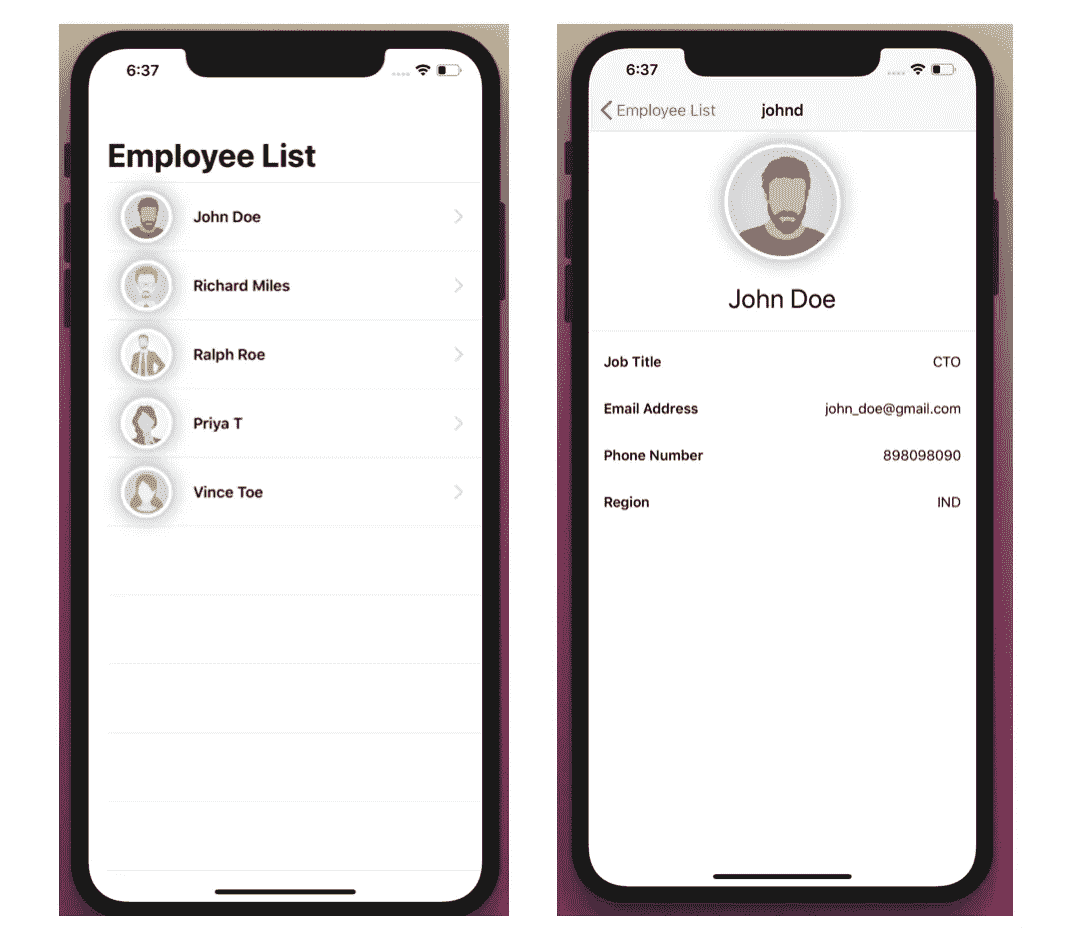 6:37
Employee List
John Doe
Richard Miles
Ralph Roe
Priya T
Vince Toe
6:37
Employee List johnd
John Doe
Job Title CTO
Email Address john_doe@gmail.com
Phone Number 898098090
Region IND